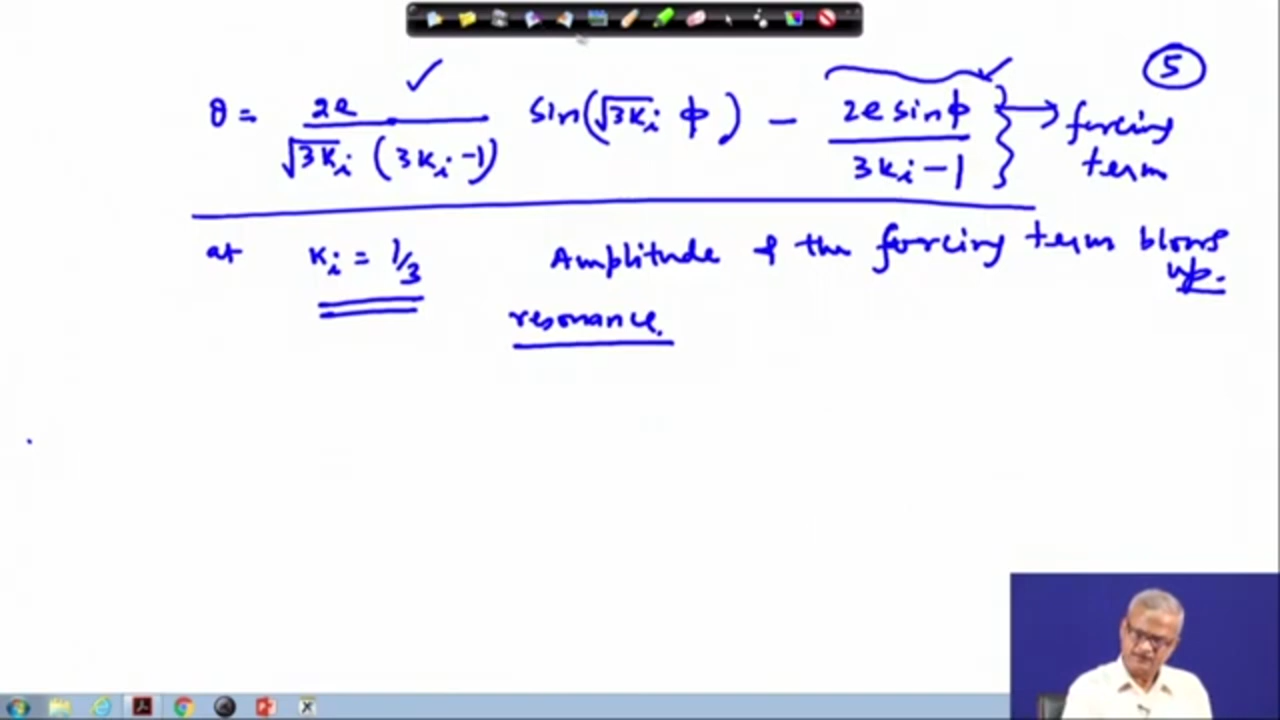 5
θ = 2e / √3Kᵢ (3Kᵢ-1) sin(√3Kᵢ φ) - 2e sinφ / 3Kᵢ-1 } → forcing term
at Kᵢ = 1/3 Amplitude of the forcing term blows up.
resonance.